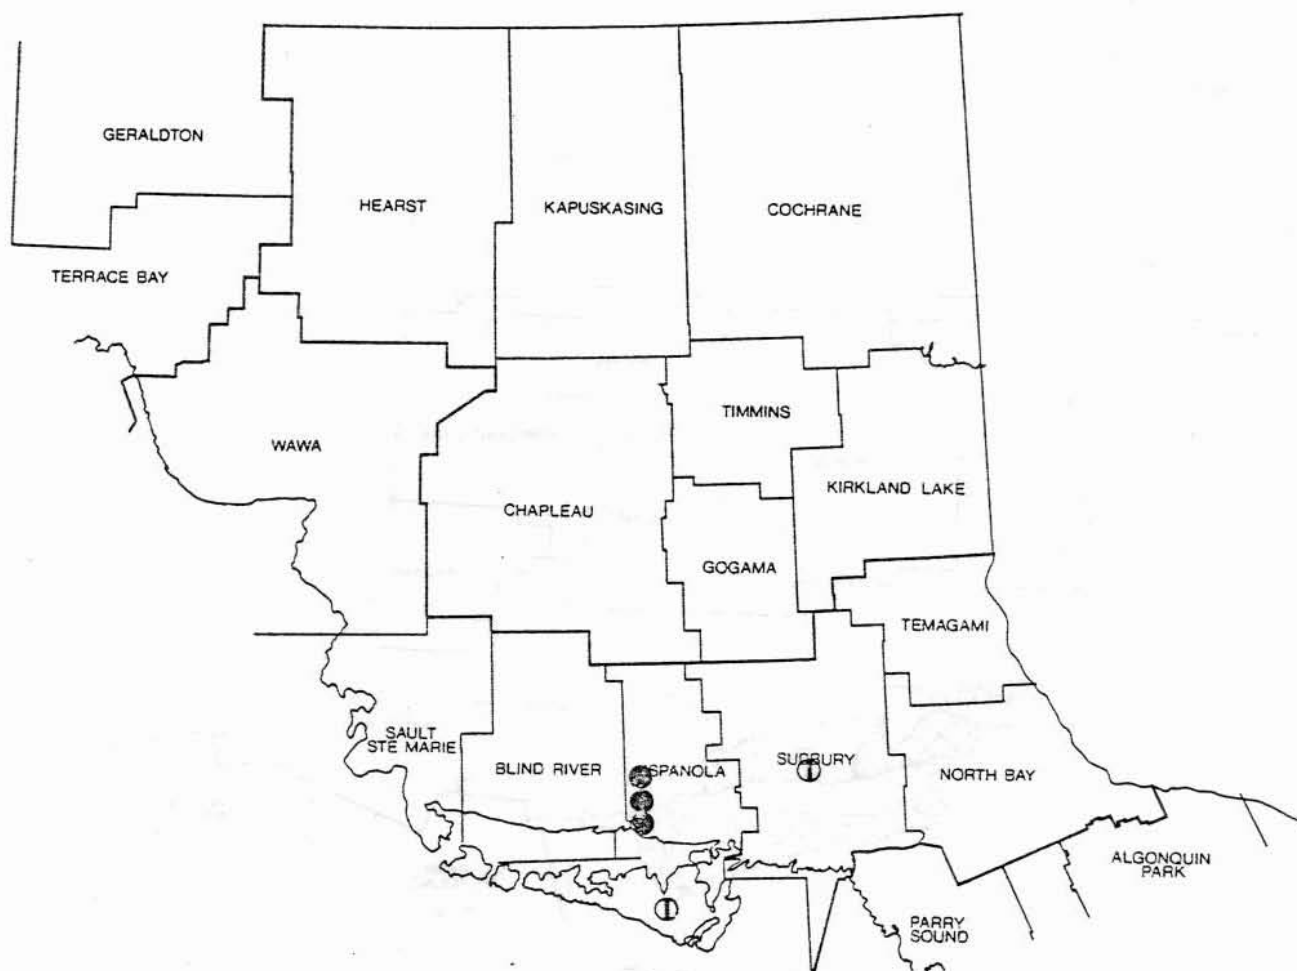 GERALDTON
HEARST
KAPUSKASING
COCHRANE
TERRACE BAY
TIMMINS
WAWA
KIRKLAND LAKE
CHAPLEAU
GOGAMA
TEMAGAMI
SAULT
STE MARIE
BLIND RIVER
SPANOLA
SUDBURY
NORTH BAY
ALGONQUIN
PARK
PARRY
SOUND